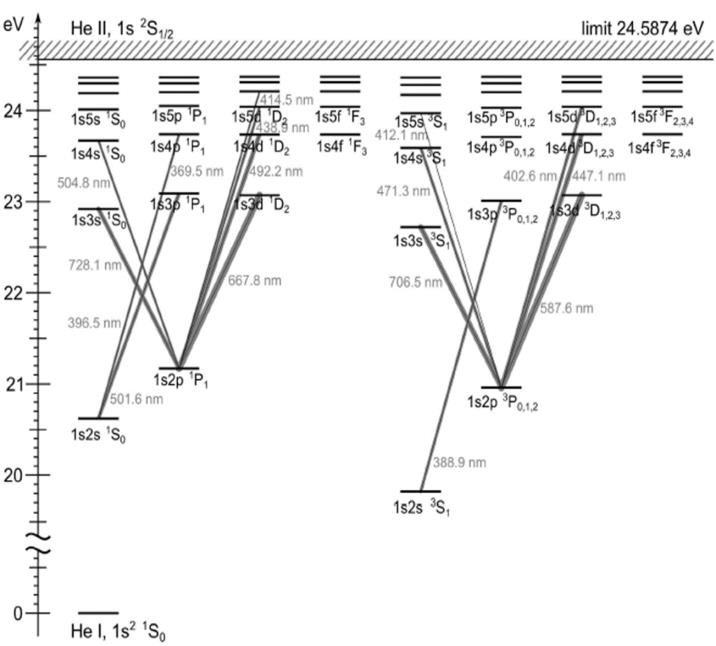 eV
He II, 1s ²S₁/₂
limit 24.5874 eV
24
23
22
21
20
0
1s5s ¹S₀
1s5p ¹P₁
1s5d ¹D₂
1s5f ¹F₃
1s5s ³S₁
1s5p ³P₀,₁,₂
1s5d ³D₁,₂,₃
1s5f ³F₂,₃,₄
414.5 nm
438.9 nm
412.1 nm
1s4s ¹S₀
1s4p ¹P₁
1s4d ¹D₂
1s4f ¹F₃
1s4s ³S₁
1s4p ³P₀,₁,₂
1s4d ³D₁,₂,₃
1s4f ³F₂,₃,₄
504.8 nm
369.5 nm
492.2 nm
471.3 nm
402.6 nm
447.1 nm
1s3s ¹S₀
1s3p ¹P₁
1s3d ¹D₂
1s3s ³S₁
1s3p ³P₀,₁,₂
1s3d ³D₁,₂,₃
728.1 nm
667.8 nm
706.5 nm
587.6 nm
396.5 nm
1s2p ¹P₁
1s2p ³P₀,₁,₂
501.6 nm
1s2s ¹S₀
388.9 nm
1s2s ³S₁
He I, 1s² ¹S₀